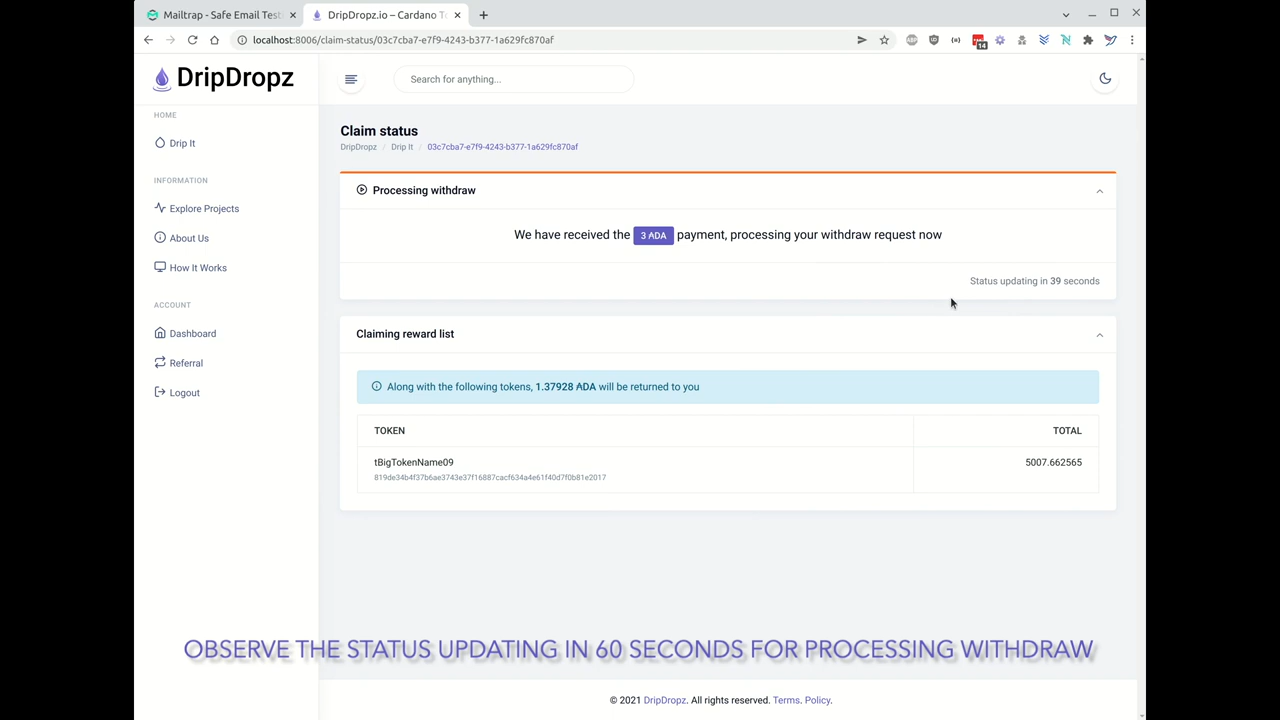 Mailtrap - Safe Email Test
DripDropz.io – Cardano T
localhost:8006/claim-status/03c7cba7-e7f9-4243-b377-1a629fc870af
14
DripDropz
Search for anything...
HOME
Drip It
INFORMATION
Explore Projects
About Us
How It Works
ACCOUNT
Dashboard
Referral
Logout
Claim status
DripDropz / Drip It / 03c7cba7-e7f9-4243-b377-1a629fc870af
Processing withdraw
We have received the 3 ₳DA payment, processing your withdraw request now
Status updating in 39 seconds
Claiming reward list
Along with the following tokens, 1.37928 ₳DA will be returned to you
TOKEN TOTAL
tBigTokenName09 5007.662565
819de34b4f37b6ae3743e37f16887cacf634a4e61f40d7f0b81e2017
OBSERVE THE STATUS UPDATING IN 60 SECONDS FOR PROCESSING WITHDRAW
© 2021 DripDropz. All rights reserved. Terms. Policy.